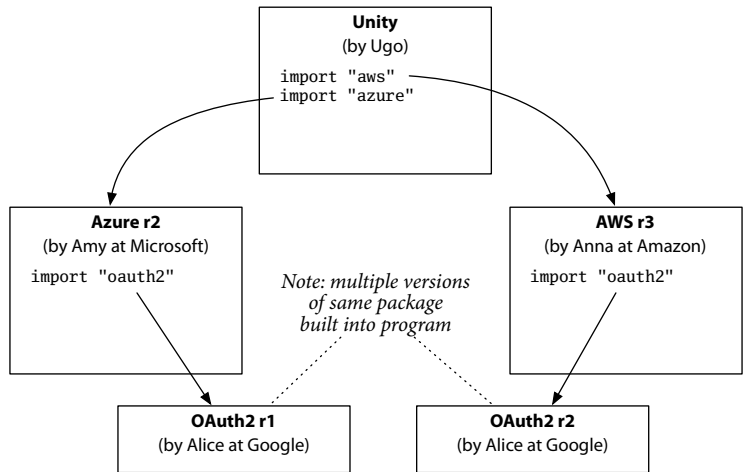 Unity
(by Ugo)
import "aws"
import "azure"
Azure r2
(by Amy at Microsoft)
import "oauth2"
AWS r3
(by Anna at Amazon)
import "oauth2"
Note: multiple versions
of same package
built into program
OAuth2 r1
(by Alice at Google)
OAuth2 r2
(by Alice at Google)